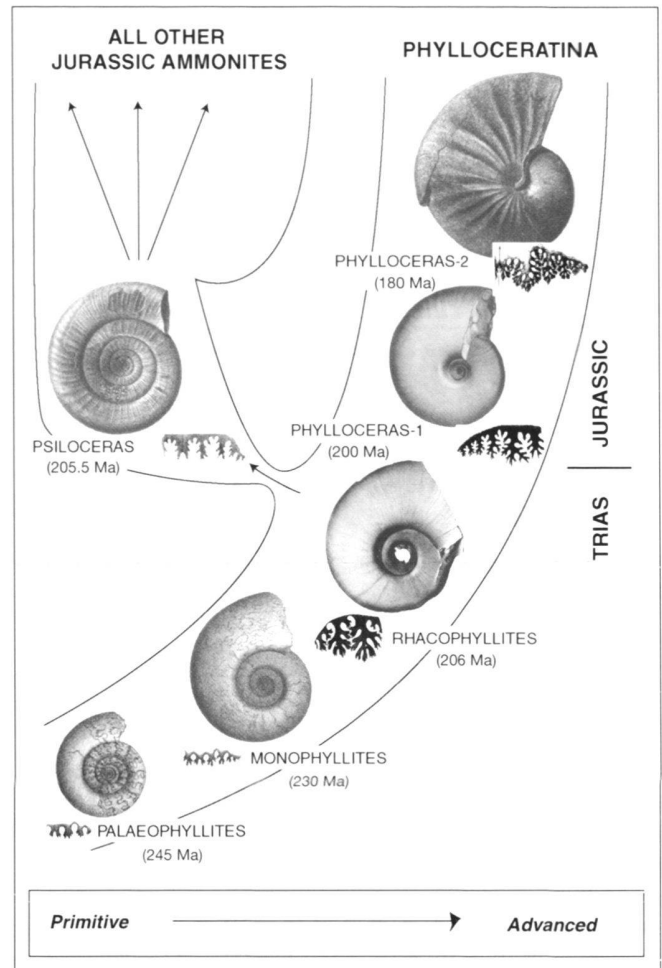 ALL OTHER
JURASSIC AMMONITES
PHYLLOCERATINA
PHYLLOCERAS-2
(180 Ma)
PSILOCERAS
(205.5 Ma)
PHYLLOCERAS-1
(200 Ma)
JURASSIC
TRIAS
RHACOPHYLLITES
(206 Ma)
MONOPHYLLITES
(230 Ma)
PALAEOPHYLLITES
(245 Ma)
Primitive
Advanced